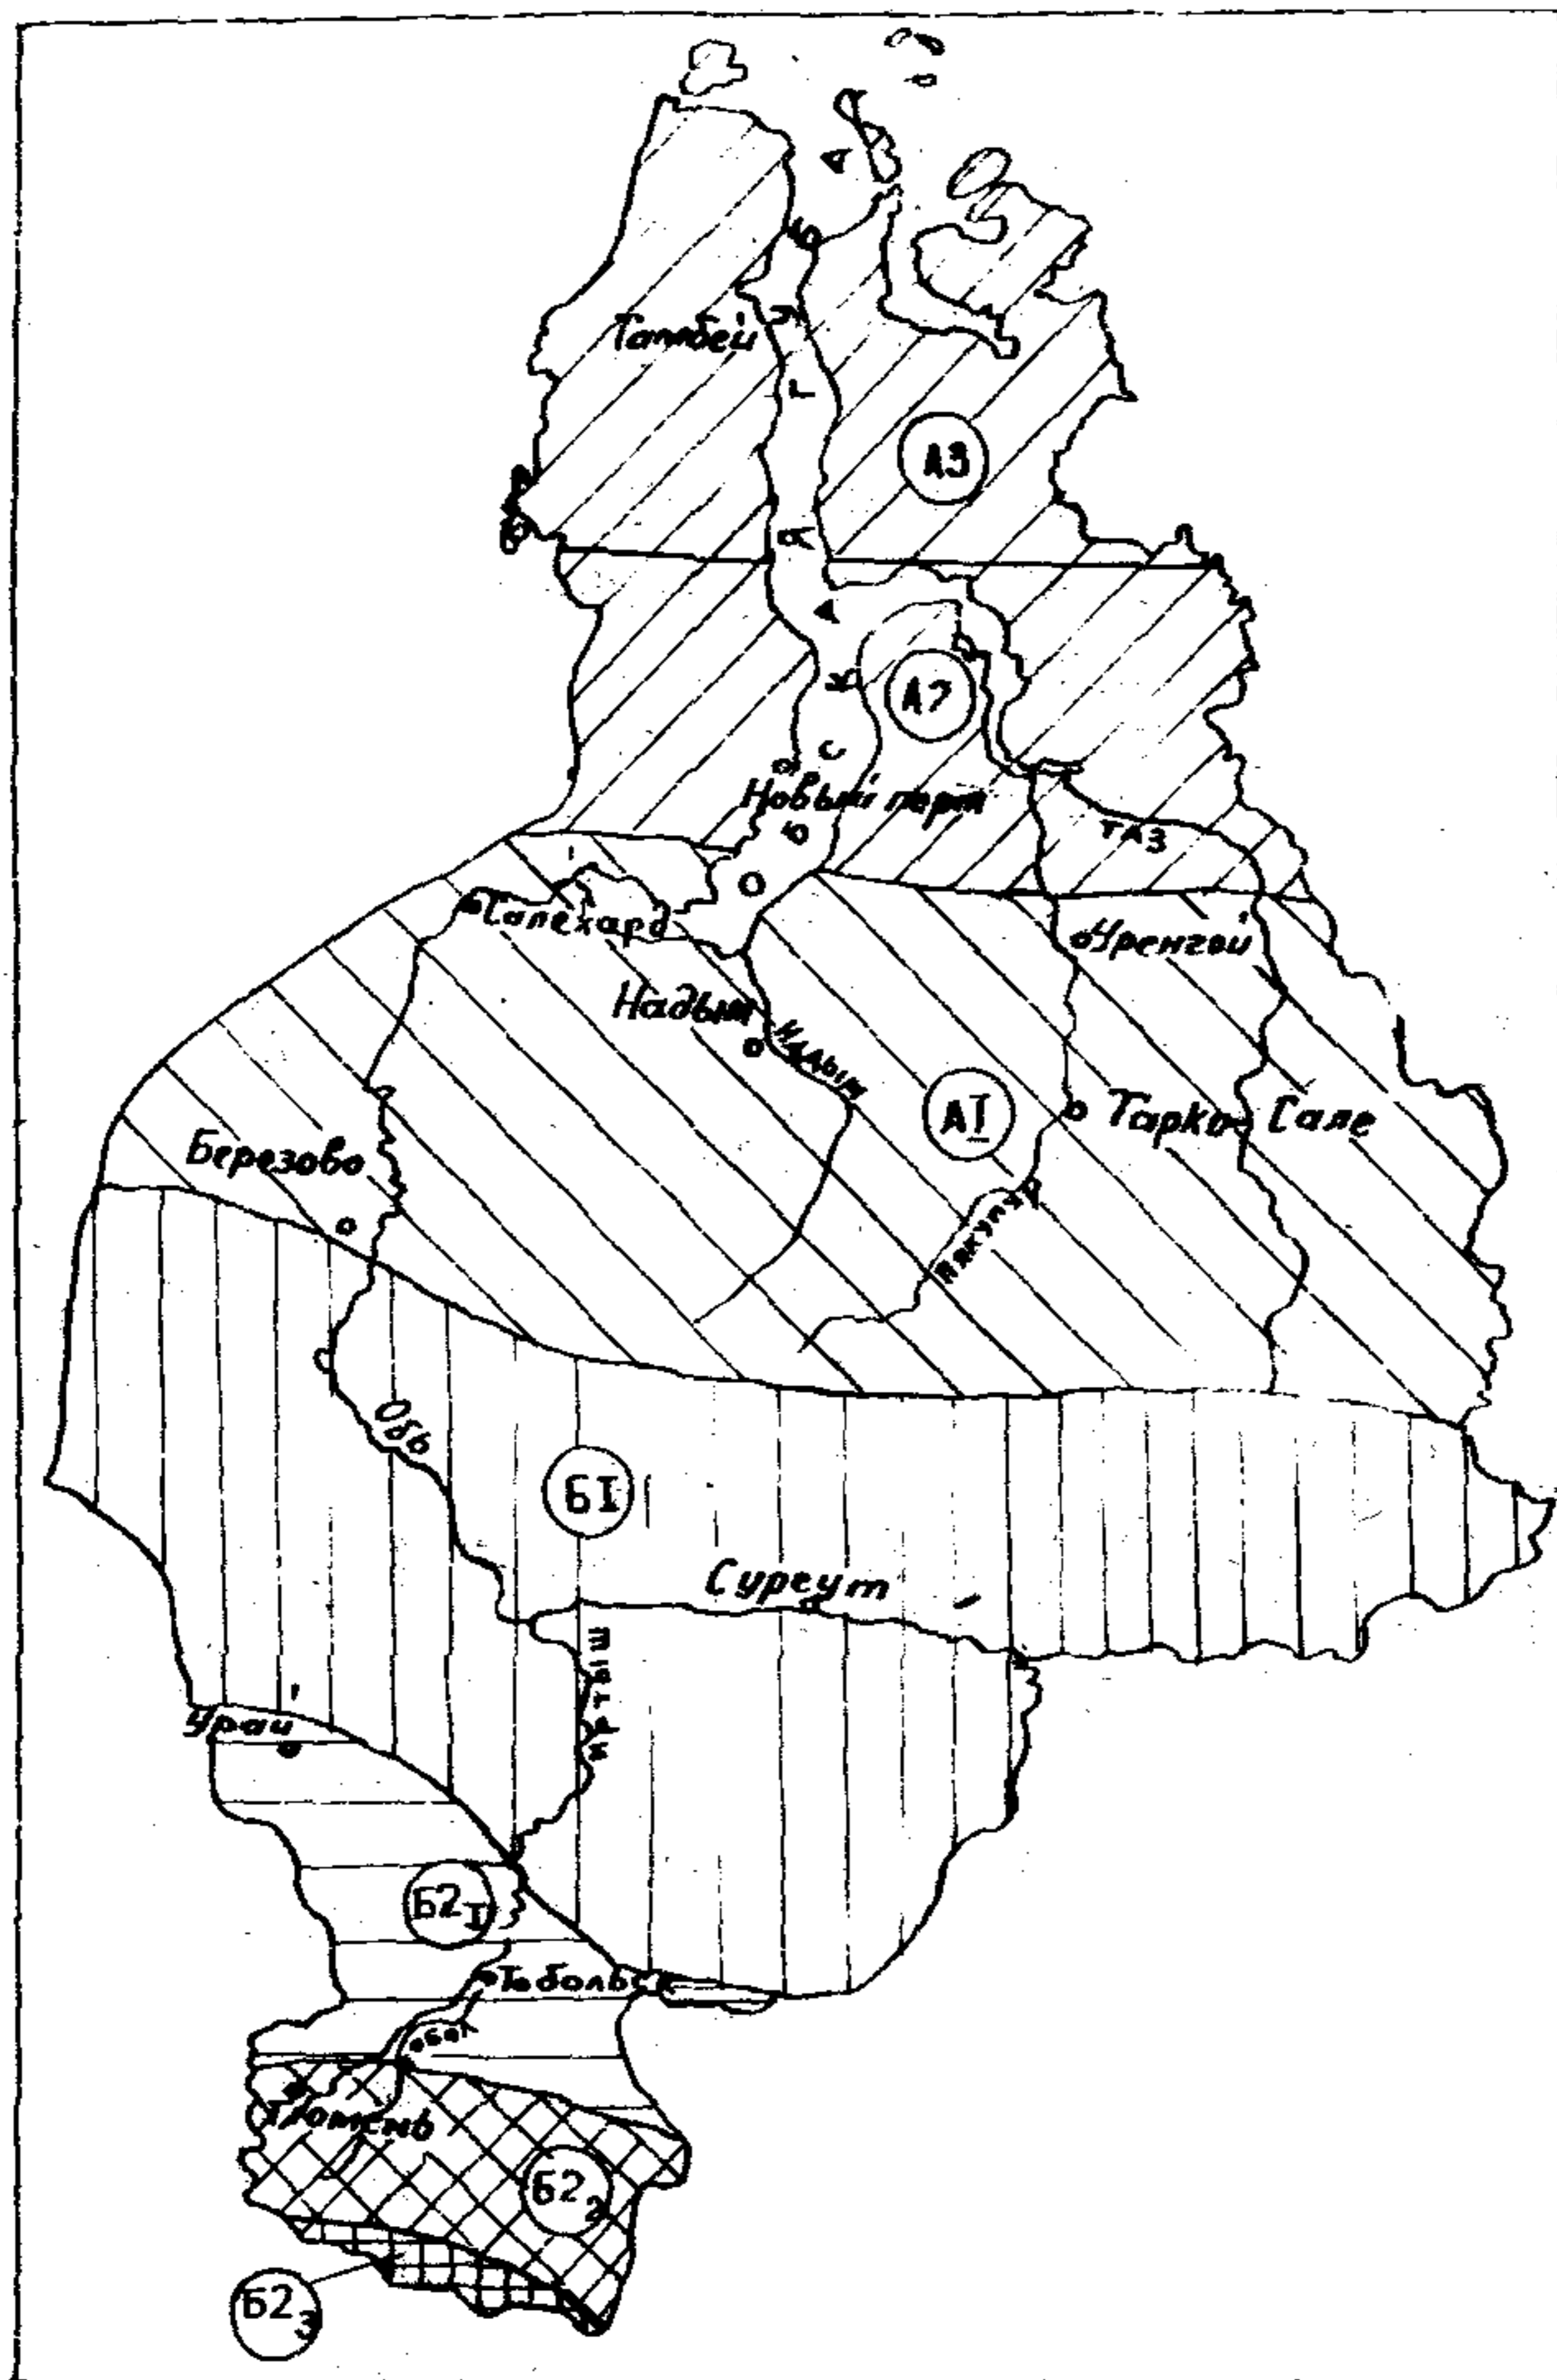 Тамбей
А3
А2
Новый порт
ТАЗ
Салехард
Уренгой
Надым
Надым
АI
Тарко-Сале
Березово
Пякупур
Обь
БI
Сургут
Иртыш
Урай
Б2I
Тобольск
Тюмень
Б22
Б23